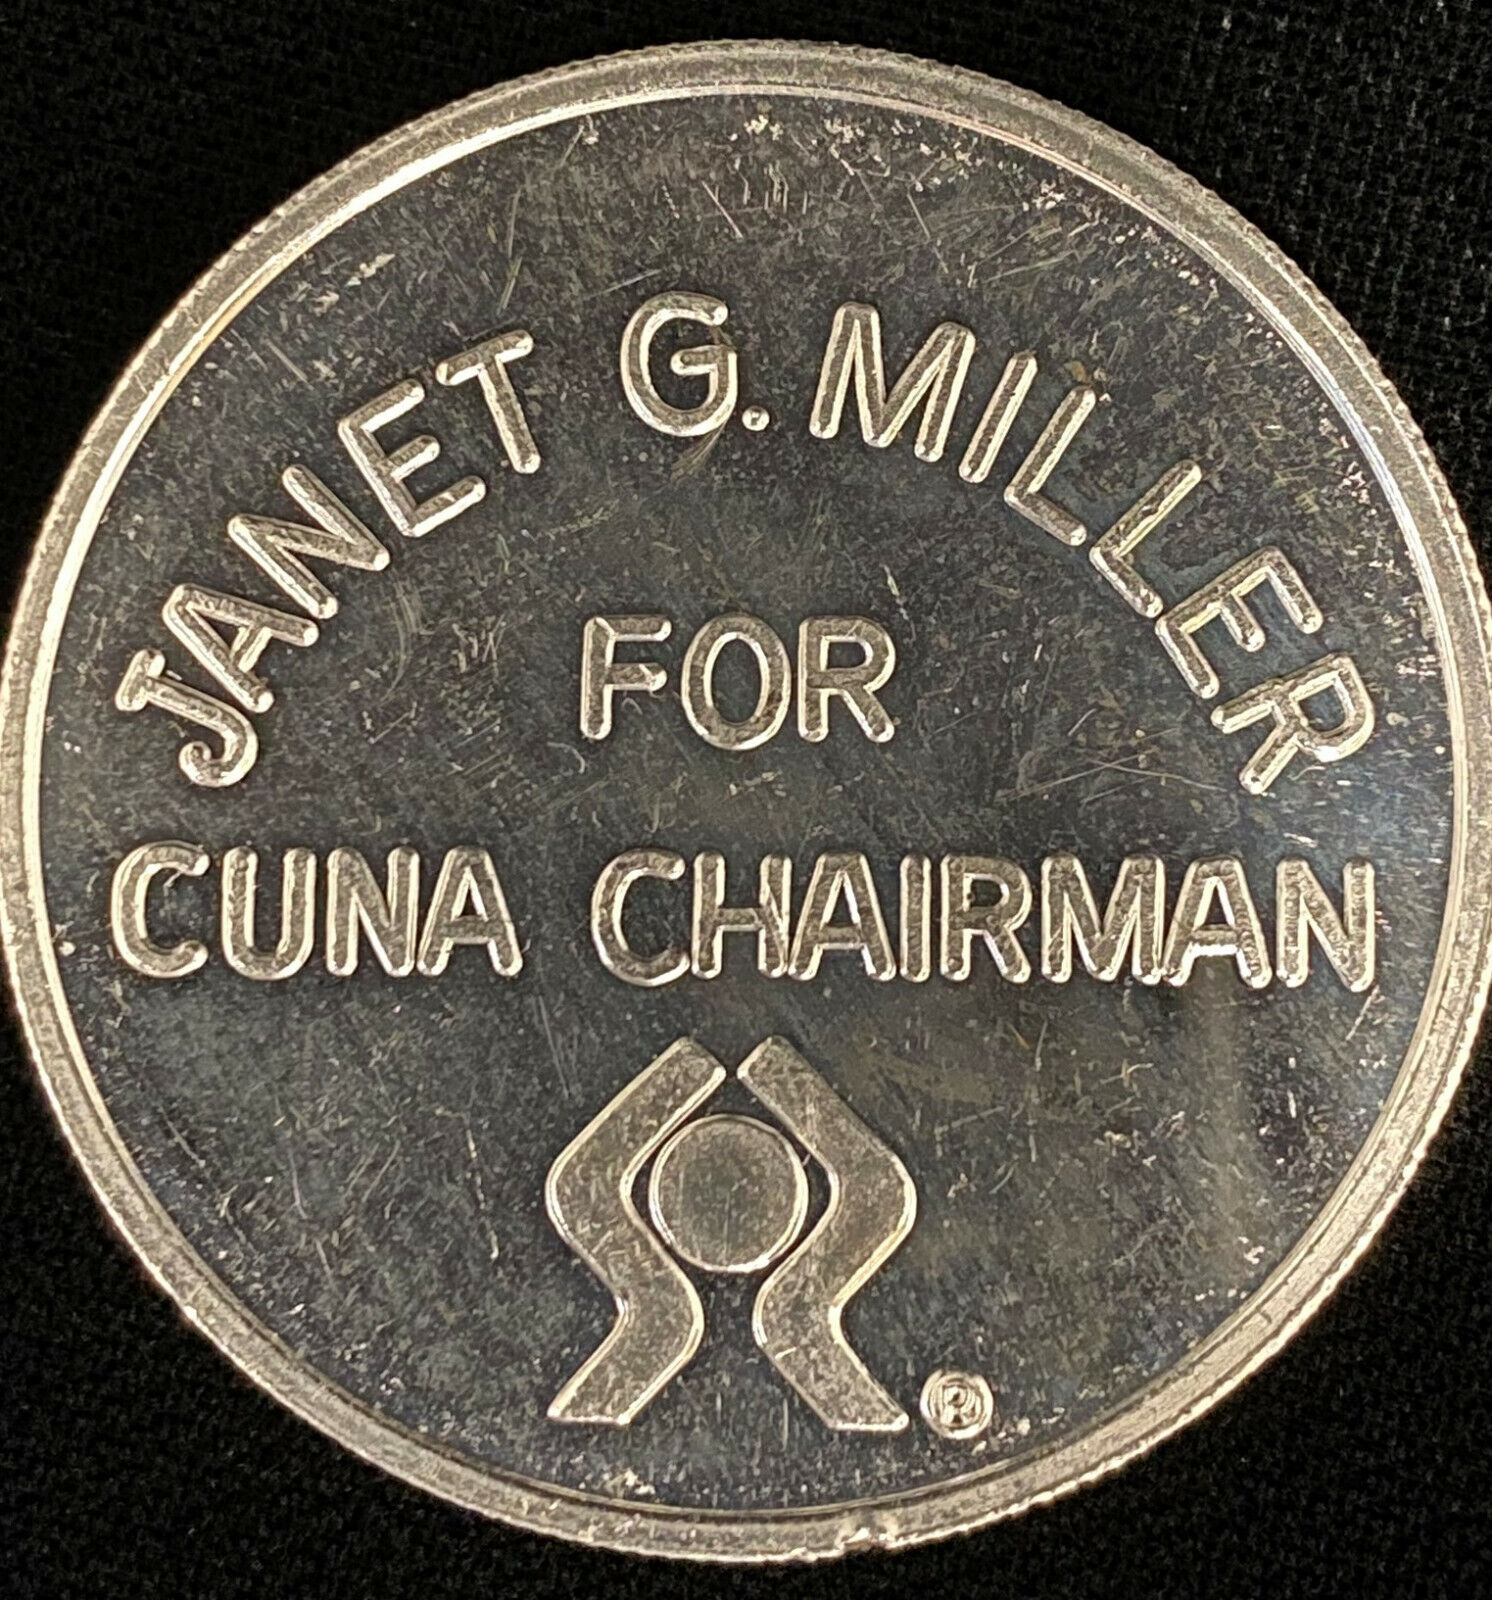 JANET G. MILLER
FOR
CUNA CHAIRMAN
®